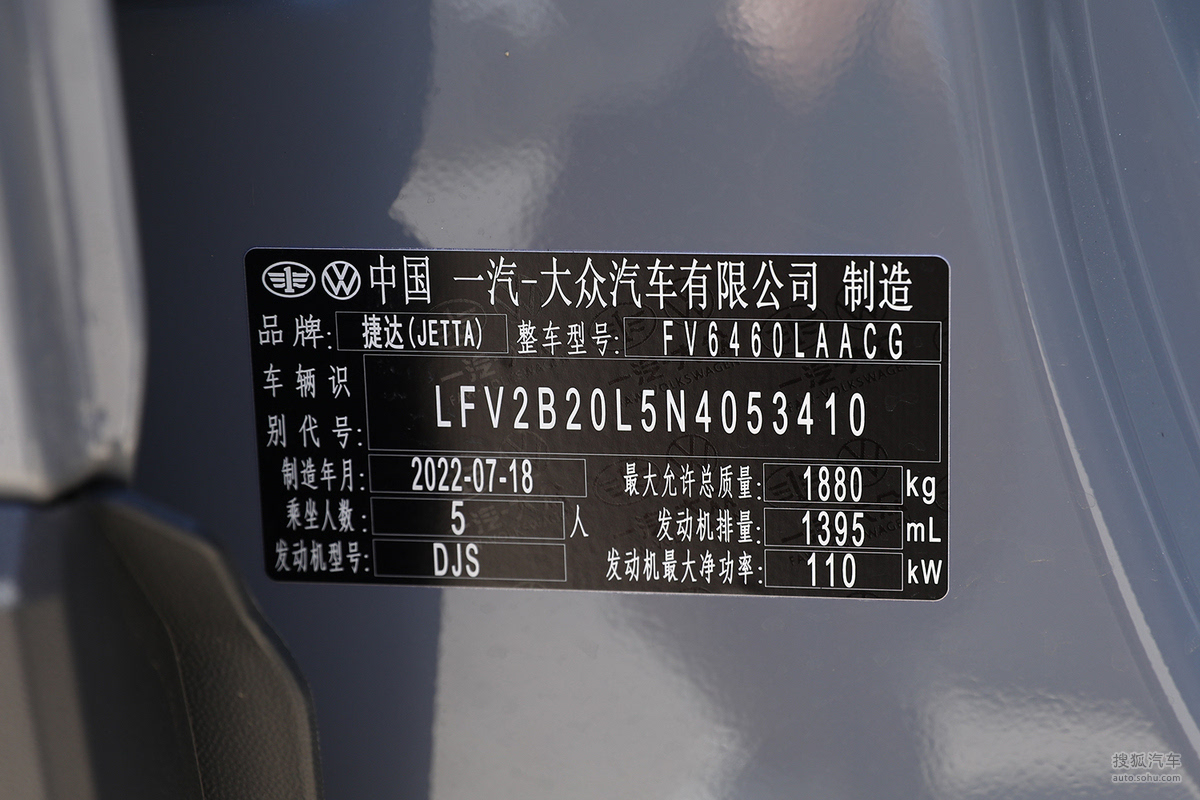 中国 一汽-大众汽车有限公司 制造
品牌: 捷达(JETTA) 整车型号: FV6460LAACG
车辆识别代号: LFV2B20L5N4053410
制造年月: 2022-07-18 最大允许总质量: 1880 kg
乘坐人数: 5 人 发动机排量: 1395 mL
发动机型号: DJS 发动机最大净功率: 110 kW
搜狐汽车
auto.sohu.com